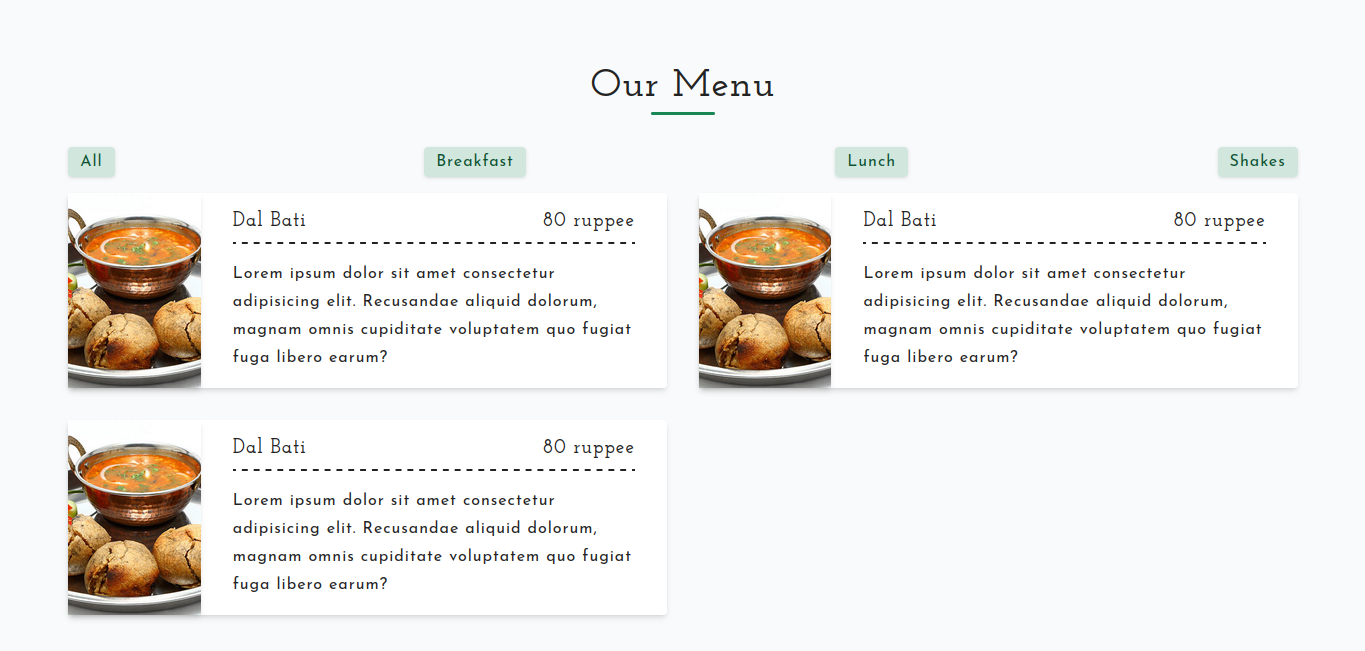 Our Menu
All
Breakfast
Lunch
Shakes
Dal Bati
80 ruppee
Lorem ipsum dolor sit amet consectetur
adipisicing elit. Recusandae aliquid dolorum,
magnam omnis cupiditate voluptatem quo fugiat
fuga libero earum?
Dal Bati
80 ruppee
Lorem ipsum dolor sit amet consectetur
adipisicing elit. Recusandae aliquid dolorum,
magnam omnis cupiditate voluptatem quo fugiat
fuga libero earum?
Dal Bati
80 ruppee
Lorem ipsum dolor sit amet consectetur
adipisicing elit. Recusandae aliquid dolorum,
magnam omnis cupiditate voluptatem quo fugiat
fuga libero earum?